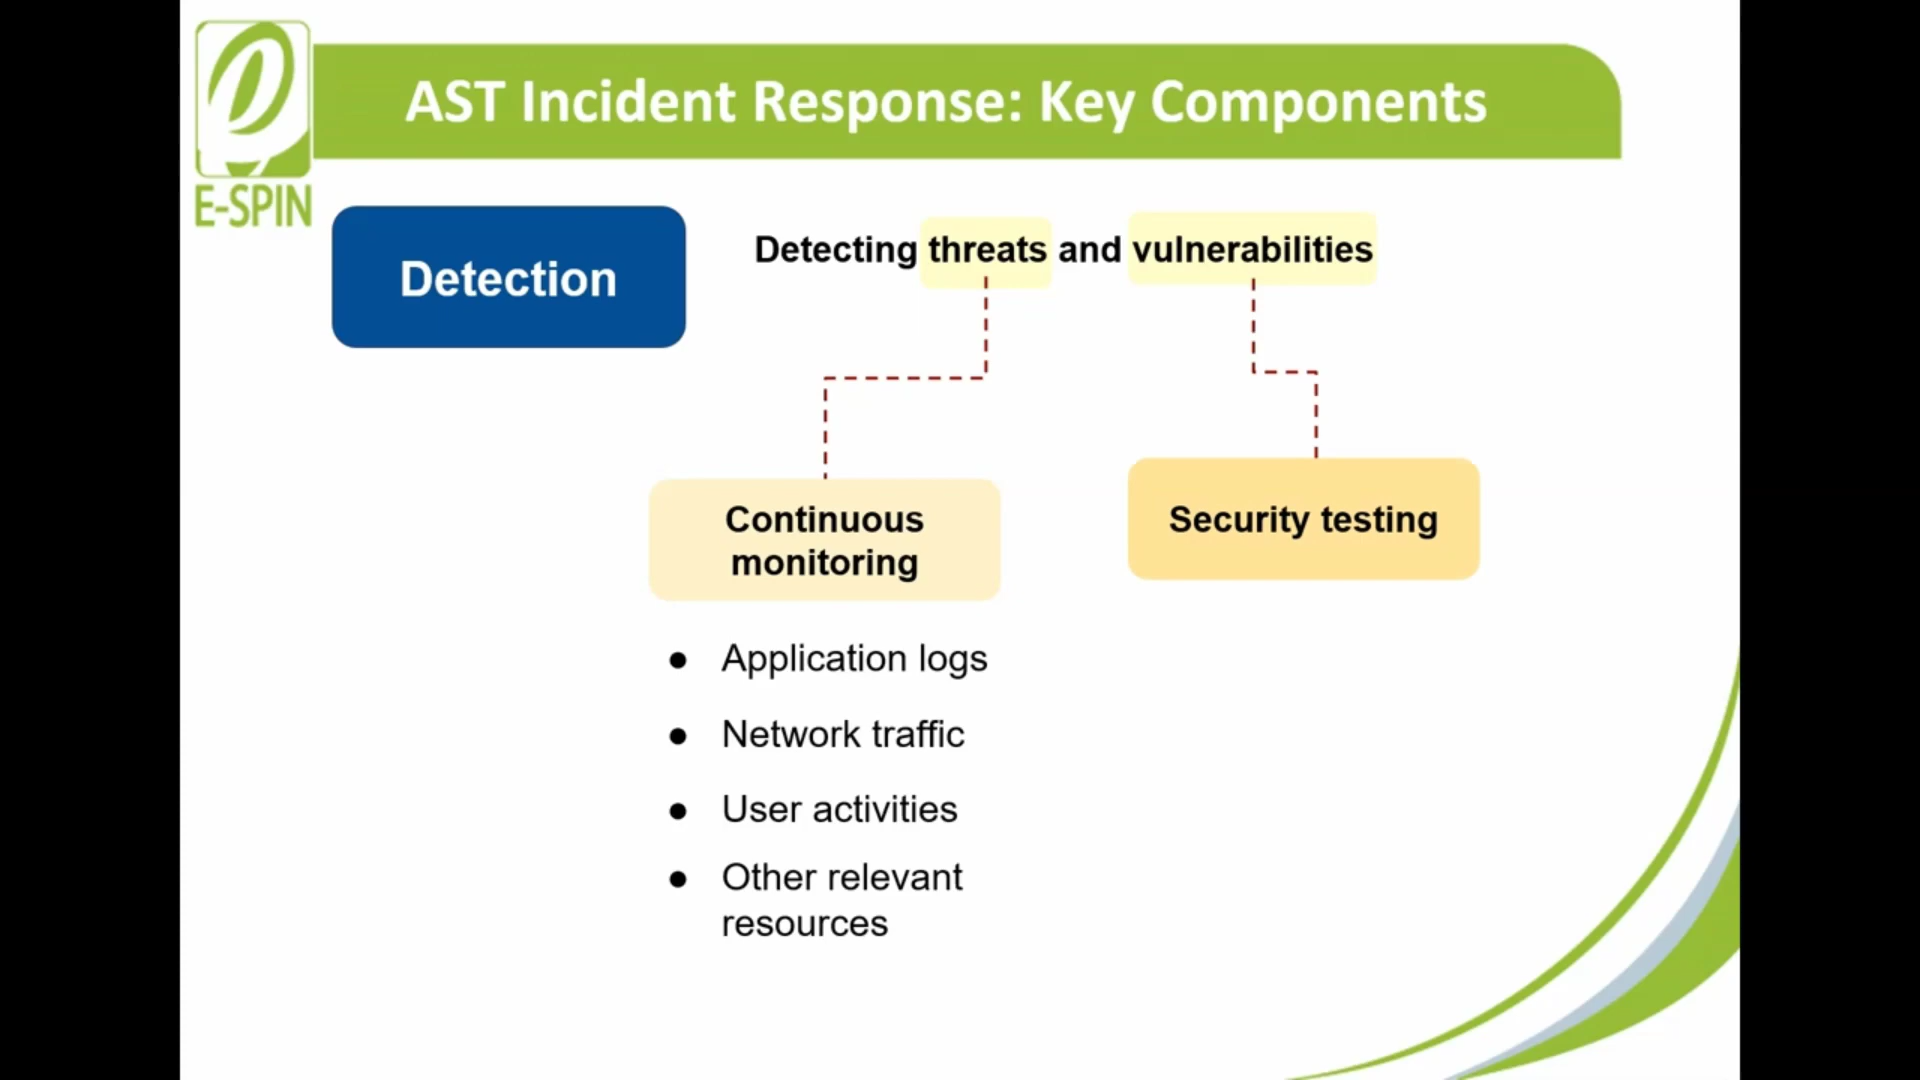 AST Incident Response: Key Components
E-SPIN
Detection
Detecting threats and vulnerabilities
Continuous
monitoring
Security testing
● Application logs
● Network traffic
● User activities
● Other relevant
resources